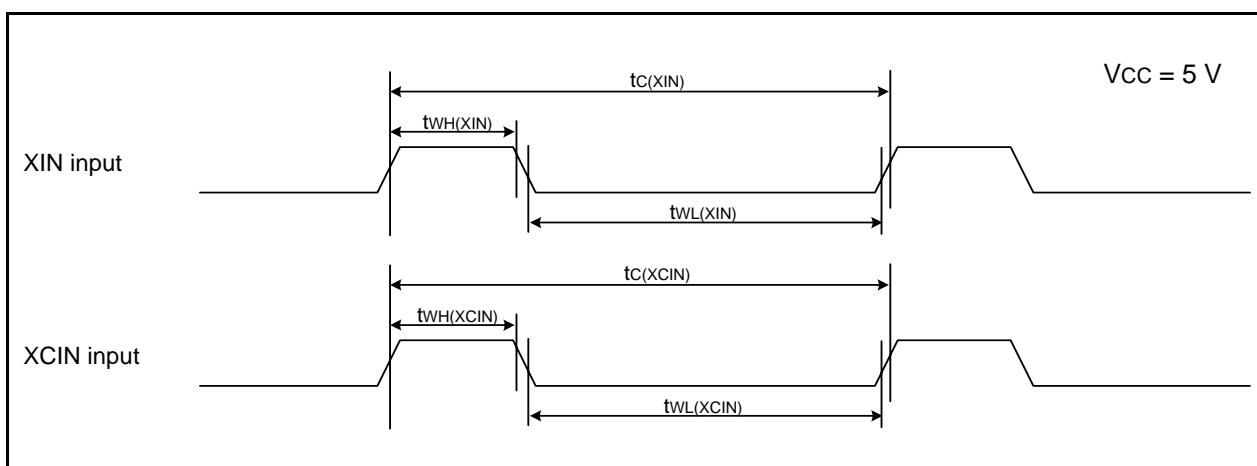 VCC = 5 V
tC(XIN)
tWH(XIN)
XIN input
tWL(XIN)
tC(XCIN)
tWH(XCIN)
XCIN input
tWL(XCIN)